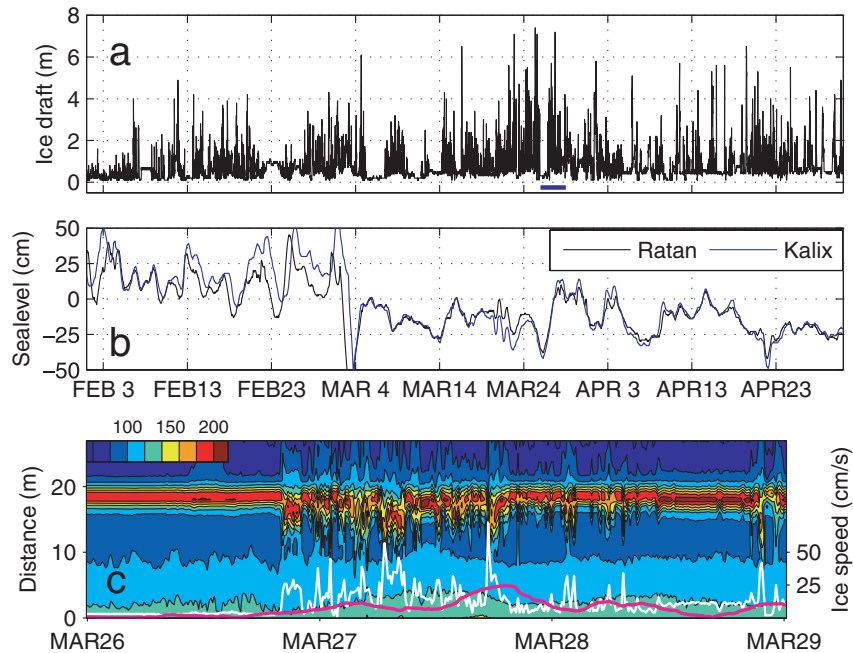 8
6
4
2
0
Ice draft (m)
a
50
25
0
−25
−50
Sealevel (cm)
b
Ratan
Kalix
FEB 3 FEB13 FEB23 MAR 4 MAR14 MAR24 APR 3 APR13 APR23
100 150 200
20
10
0
Distance (m)
c
50
25
Ice speed (cm/s)
MAR26 MAR27 MAR28 MAR29